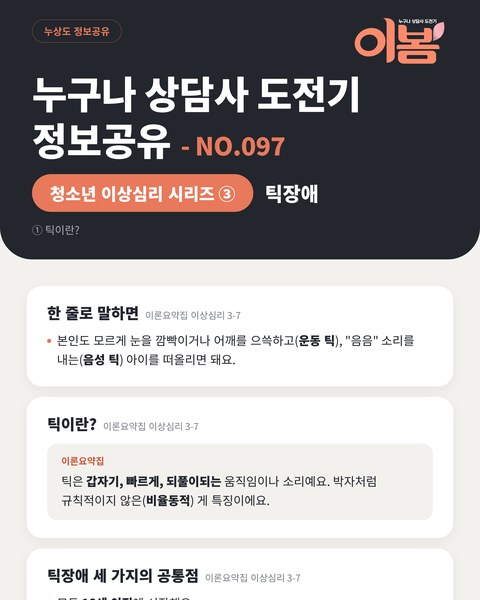 누상도 정보공유
누구나 상담사 도전기
이봄
누구나 상담사 도전기
정보공유 - NO.097
청소년 이상심리 시리즈 ③ 틱장애
① 틱이란?
한 줄로 말하면 이론요약집 이상심리 3-7
• 본인도 모르게 눈을 깜빡이거나 어깨를 으쓱하고(운동 틱), "음음" 소리를
내는(음성 틱) 아이를 떠올리면 돼요.
틱이란? 이론요약집 이상심리 3-7
이론요약집
틱은 갑자기, 빠르게, 되풀이되는 움직임이나 소리예요. 박자처럼
규칙적이지 않은(비율동적) 게 특징이에요.
틱장애 세 가지의 공통점 이론요약집 이상심리 3-7